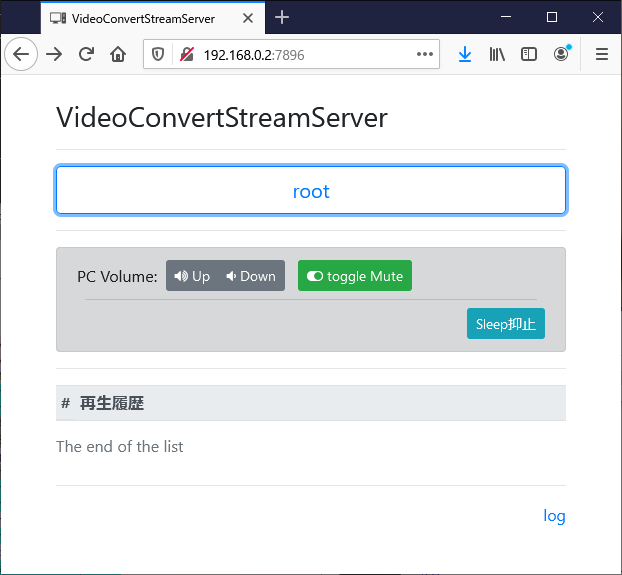 VideoConvertStreamServer
192.168.0.2:7896
VideoConvertStreamServer
root
PC Volume: Up Down toggle Mute
Sleep抑止
# 再生履歴
The end of the list
log